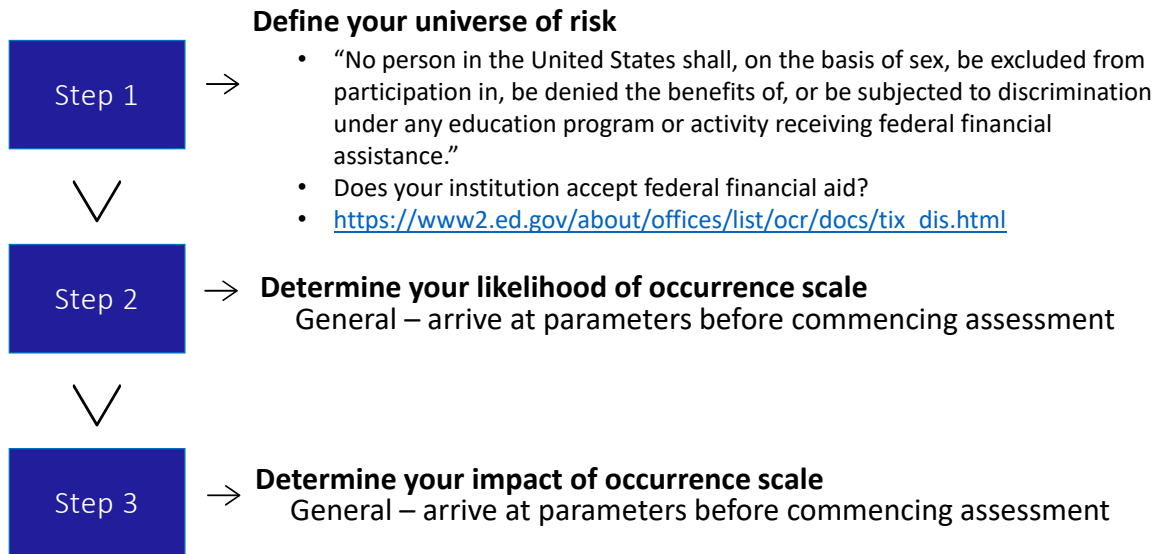 Define your universe of risk
Step 1
• “No person in the United States shall, on the basis of sex, be excluded from
participation in, be denied the benefits of, or be subjected to discrimination
under any education program or activity receiving federal financial
assistance.”
• Does your institution accept federal financial aid?
• https://www2.ed.gov/about/offices/list/ocr/docs/tix_dis.html
Step 2
Determine your likelihood of occurrence scale
General – arrive at parameters before commencing assessment
Step 3
Determine your impact of occurrence scale
General – arrive at parameters before commencing assessment